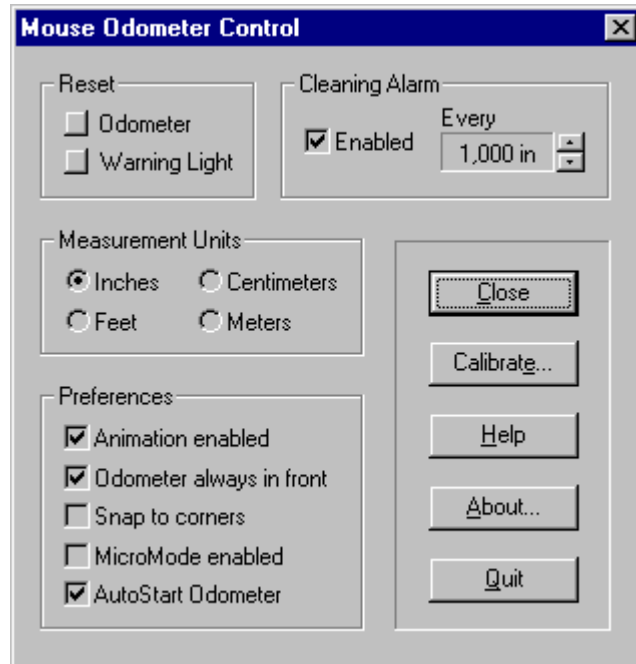 Mouse Odometer Control
Reset
Odometer
Warning Light
Cleaning Alarm
Enabled
Every
1,000 in
Measurement Units
Inches
Centimeters
Feet
Meters
Preferences
Animation enabled
Odometer always in front
Snap to corners
MicroMode enabled
AutoStart Odometer
Close
Calibrate...
Help
About...
Quit